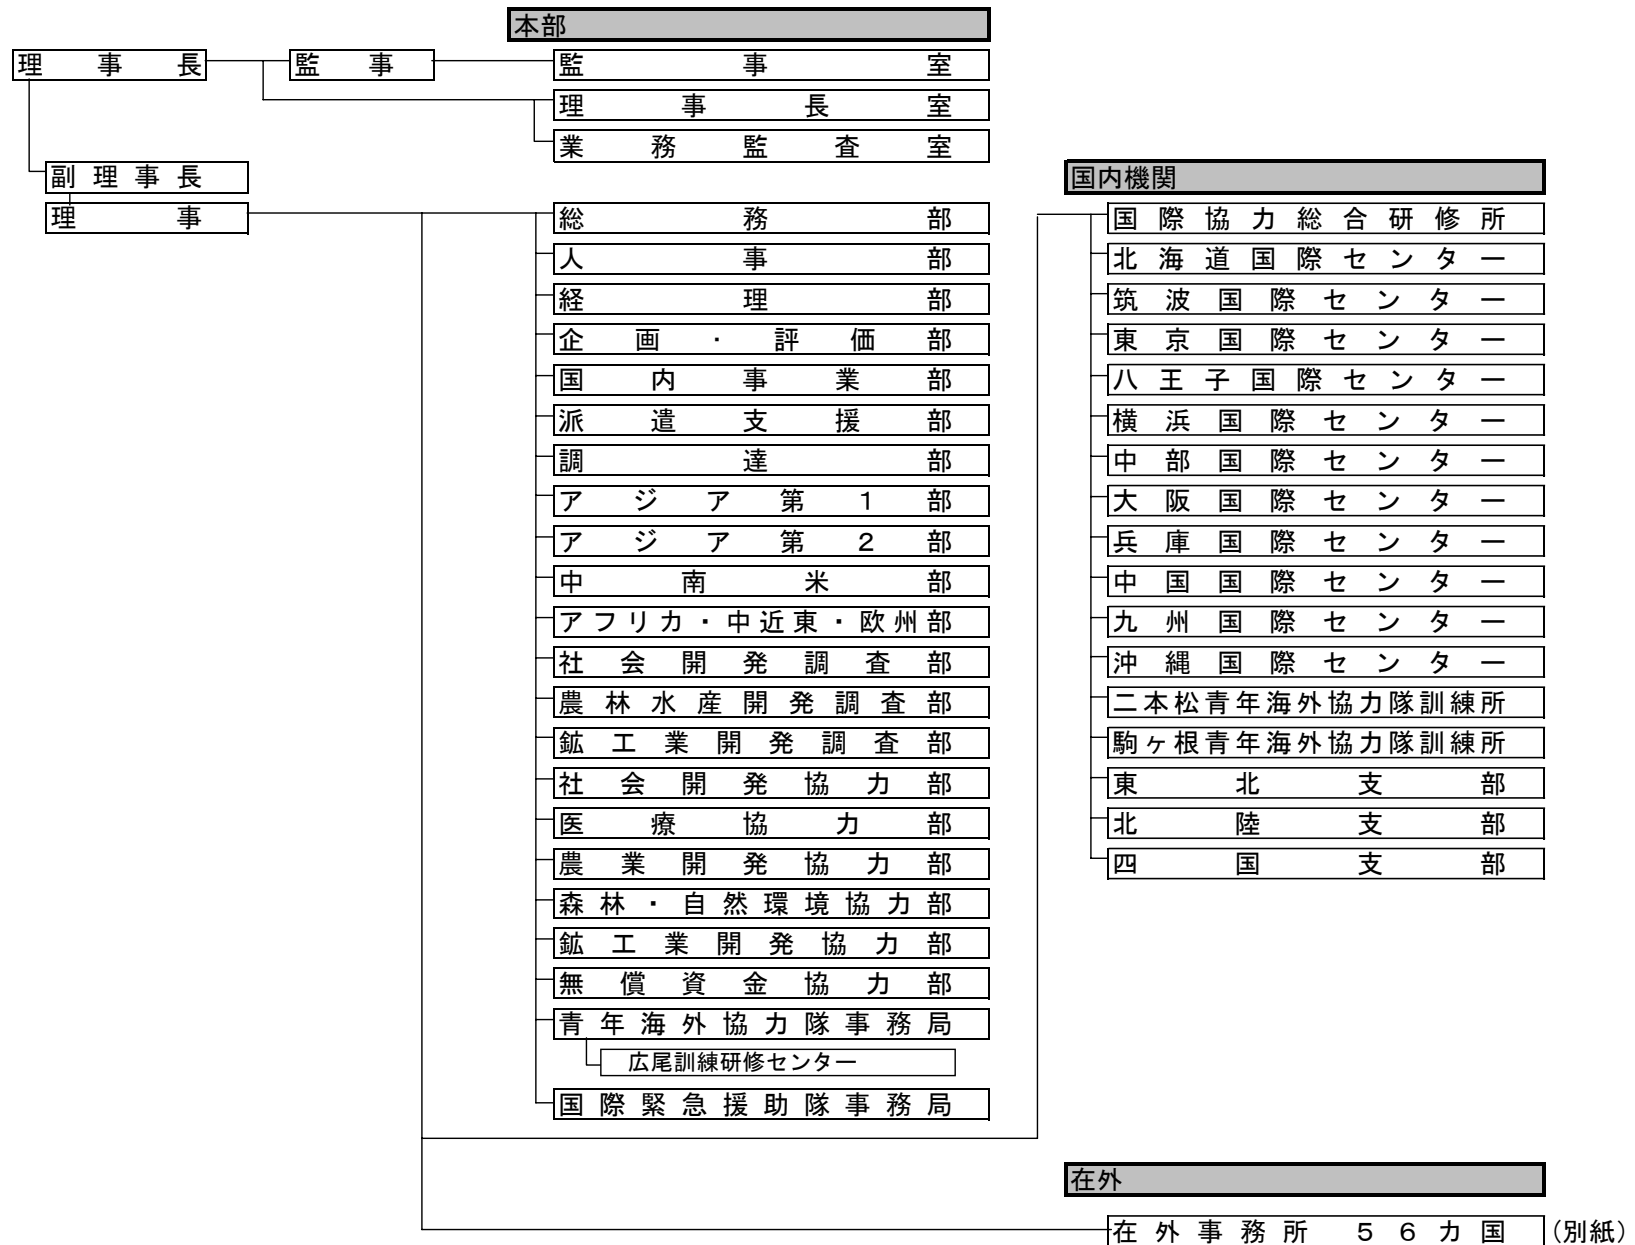 本部
理事長
監事
監事室
理事長室
業務監査室
副理事長
理事
総務部
人事部
経理部
企画・評価部
国内事業部
派遣支援部
調達部
アジア第１部
アジア第２部
中南米部
アフリカ・中近東・欧州部
社会開発調査部
農林水産開発調査部
鉱工業開発調査部
社会開発協力部
医療協力部
農業開発協力部
森林・自然環境協力部
鉱工業開発協力部
無償資金協力部
青年海外協力隊事務局
広尾訓練研修センター
国際緊急援助隊事務局
国内機関
国際協力総合研修所
北海道国際センター
筑波国際センター
東京国際センター
八王子国際センター
横浜国際センター
中部国際センター
大阪国際センター
兵庫国際センター
中国国際センター
九州国際センター
沖縄国際センター
二本松青年海外協力隊訓練所
駒ヶ根青年海外協力隊訓練所
東北支部
北陸支部
四国支部
在外
在外事務所　５６カ国 (別紙)